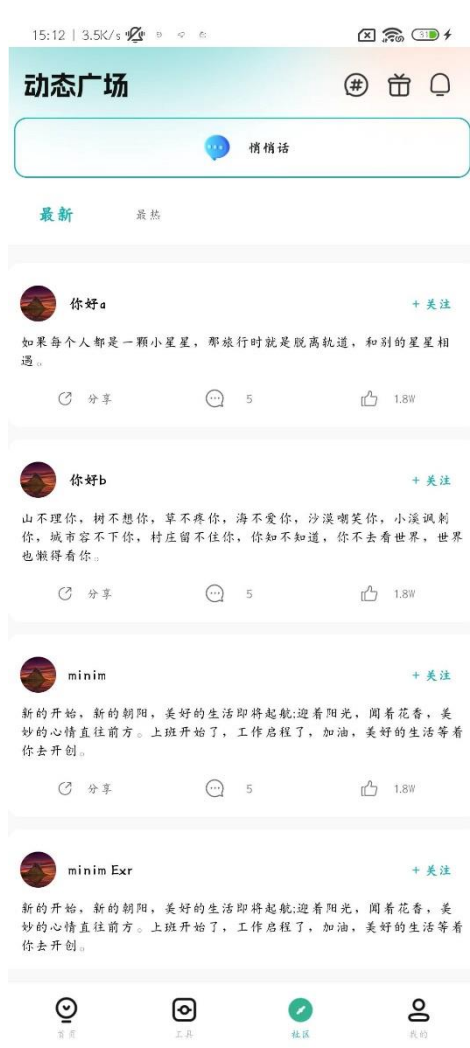 15:12 | 3.5K/s
31
动态广场
悄悄话
最新 最热
你好a + 关注
如果每个人都是一颗小星星，那旅行时就是脱离轨道，和别的星星相
遇。
分享 5 1.8W
你好b + 关注
山不理你，树不想你，草不疼你，海不爱你，沙漠嘲笑你，小溪讽刺
你，城市容不下你，村庄留不住你，你知不知道，你不去看世界，世界
也懒得看你。
分享 5 1.8W
minim + 关注
新的开始，新的朝阳，美好的生活即将起航;迎着阳光，闻着花香，美
妙的心情直往前方。上班开始了，工作启程了，加油，美好的生活等着
你去开创。
分享 5 1.8W
minim Exr + 关注
新的开始，新的朝阳，美好的生活即将起航;迎着阳光，闻着花香，美
妙的心情直往前方。上班开始了，工作启程了，加油，美好的生活等着
你去开创。
首页 工具 社区 我的